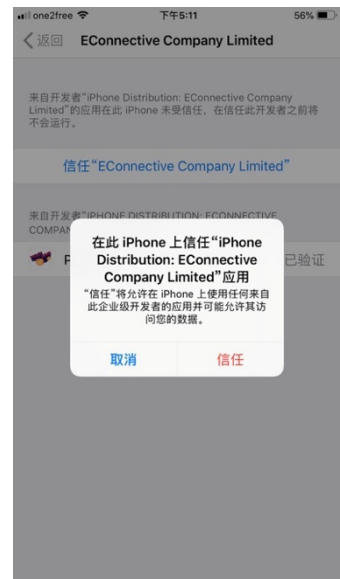 one2free 下午5:11 56%
返回 EConnective Company Limited
来自开发者“iPhone Distribution: EConnective Company
Limited”的应用在此 iPhone 未受信任，在信任此开发者之前将
不会运行。
信任“EConnective Company Limited”
来自开发者“IPHONE DISTRIBUTION: ECONNECTIVE
COMPAN
P 已验证
在此 iPhone 上信任“iPhone
Distribution: EConnective
Company Limited”应用
“信任”将允许在 iPhone 上使用任何来自
此企业级开发者的应用并可能允许其访
问您的数据。
取消 信任